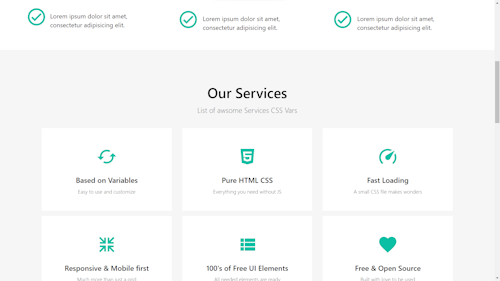 Lorem ipsum dolor sit amet,
consectetur adipisicing elit.
Lorem ipsum dolor sit amet,
consectetur adipisicing elit.
Lorem ipsum dolor sit amet,
consectetur adipisicing elit.
Our Services
List of awsome Services CSS Vars
Based on Variables
Easy to use and customize
Pure HTML CSS
Everything you need without JS
Fast Loading
A small CSS file makes wonders
Responsive & Mobile first
Much more than just a grid
100's of Free UI Elements
All needed elements are ready
Free & Open Source
Built with love to be used